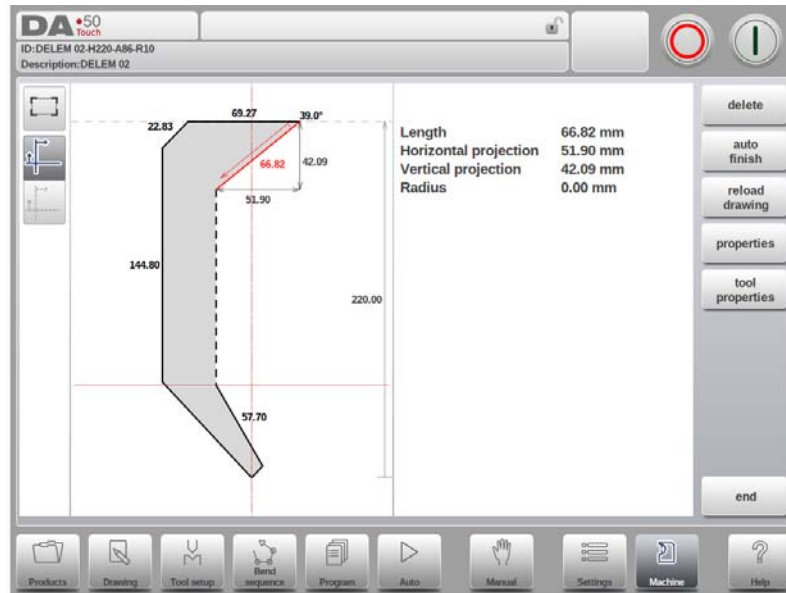 DA•50
Touch
ID:DELEM 02-H220-A86-R10
Description:DELEM 02
69.27
39.0°
22.83
66.82
42.09
51.90
144.80
220.00
57.70
Length 66.82 mm
Horizontal projection 51.90 mm
Vertical projection 42.09 mm
Radius 0.00 mm
delete
auto
finish
reload
drawing
properties
tool
properties
end
Products
Drawing
Tool setup
Bend
sequence
Program
Auto
Manual
Settings
Machine
Help